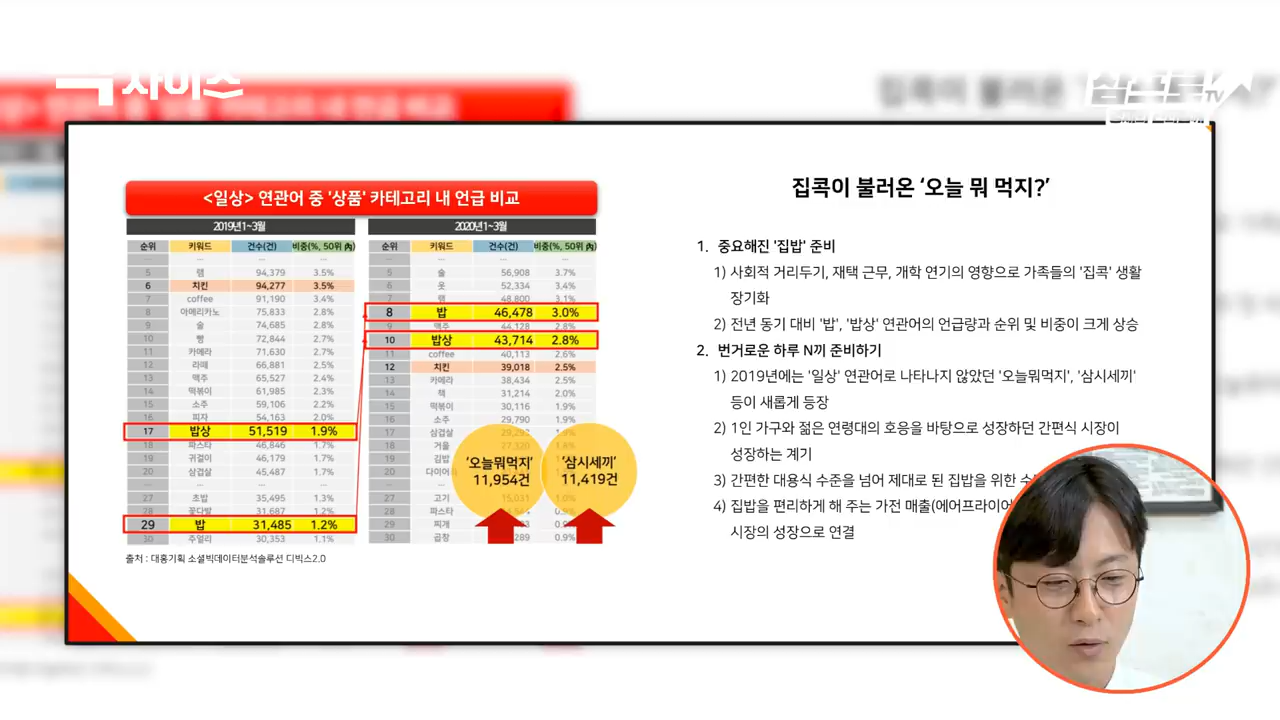 사이즈
삼프로TV
집콕이 불러온
<일상> 연관어 중 '상품' 카테고리 내 언급 비교
2019년1~3월
순위 키워드 건수(건) 비중(%, 50위 內)
... ... ... ...
5 램 94,379 3.5%
6 치킨 94,277 3.5%
7 coffee 91,190 3.4%
8 아메리카노 75,833 2.8%
9 술 74,685 2.8%
10 빵 72,844 2.7%
11 카메라 71,630 2.7%
12 라떼 66,881 2.5%
13 맥주 65,527 2.4%
14 떡볶이 61,985 2.3%
15 소주 59,106 2.2%
16 피자 54,163 2.0%
17 밥상 51,519 1.9%
18 파스타 46,846 1.7%
19 귀걸이 46,179 1.7%
20 삼겹살 45,487 1.7%
... ... ... ...
27 초밥 35,495 1.3%
28 꽃다발 31,687 1.2%
29 밥 31,485 1.2%
30 주얼리 30,353 1.1%
2020년1~3월
순위 키워드 건수(건) 비중(%, 50위 內)
... ... ... ...
5 술 56,908 3.7%
6 옷 52,334 3.4%
7 램 48,800 3.1%
8 밥 46,478 3.0%
9 맥주 44,128 2.8%
10 밥상 43,714 2.8%
11 coffee 40,113 2.6%
12 치킨 39,018 2.5%
13 카메라 38,434 2.5%
14 책 31,214 2.0%
15 떡볶이 30,116 1.9%
16 소주 29,790 1.9%
17 삼겹살
18 거울
19 김밥
20
... ...
27 고기
28 파스타
29 찌개
30 곱창 289 0.9%
'오늘뭐먹지'
11,954건
'삼시세끼'
11,419건
출처 : 대홍기획 소셜빅데이터분석솔루션 디빅스2.0
집콕이 불러온 '오늘 뭐 먹지?'
1. 중요해진 '집밥' 준비
1) 사회적 거리두기, 재택 근무, 개학 연기의 영향으로 가족들의 '집콕' 생활
장기화
2) 전년 동기 대비 '밥', '밥상' 연관어의 언급량과 순위 및 비중이 크게 상승
2. 번거로운 하루 N끼 준비하기
1) 2019년에는 '일상' 연관어로 나타나지 않았던 '오늘뭐먹지', '삼시세끼'
등이 새롭게 등장
2) 1인 가구와 젊은 연령대의 호응을 바탕으로 성장하던 간편식 시장이
성장하는 계기
3) 간편한 대용식 수준을 넘어 제대로 된 집밥을 위한
4) 집밥을 편리하게 해 주는 가전 매출(에어프라이어
시장의 성장으로 연결